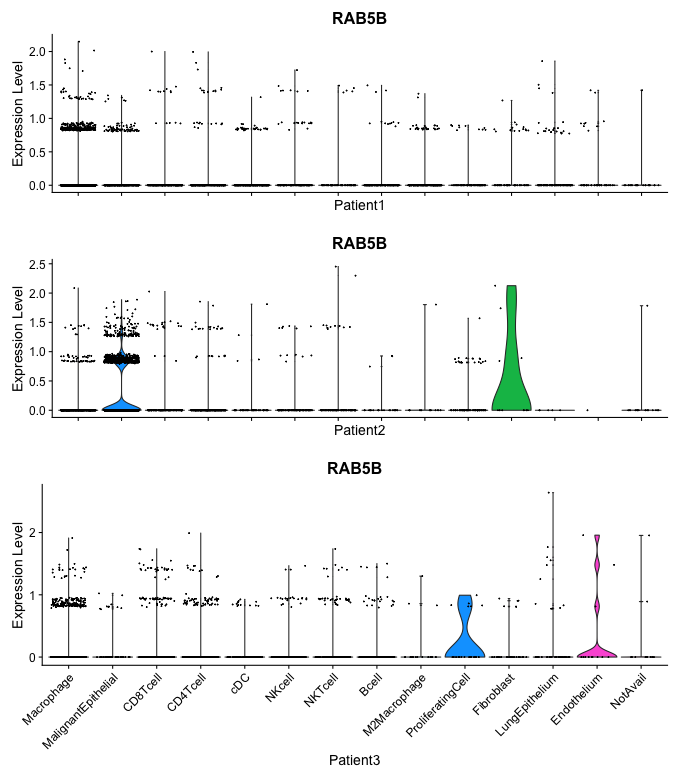 RAB5B
Expression Level
2.0
1.5
1.0
0.5
0.0
Patient1
RAB5B
Expression Level
2.5
2.0
1.5
1.0
0.5
0.0
Patient2
RAB5B
Expression Level
2
1
0
Macrophage
MalignantEpithelial
CD8Tcell
CD4Tcell
cDC
NKcell
NKTcell
Bcell
M2Macrophage
ProliferatingCell
Fibroblast
LungEpithelium
Endothelium
NotAvail
Patient3